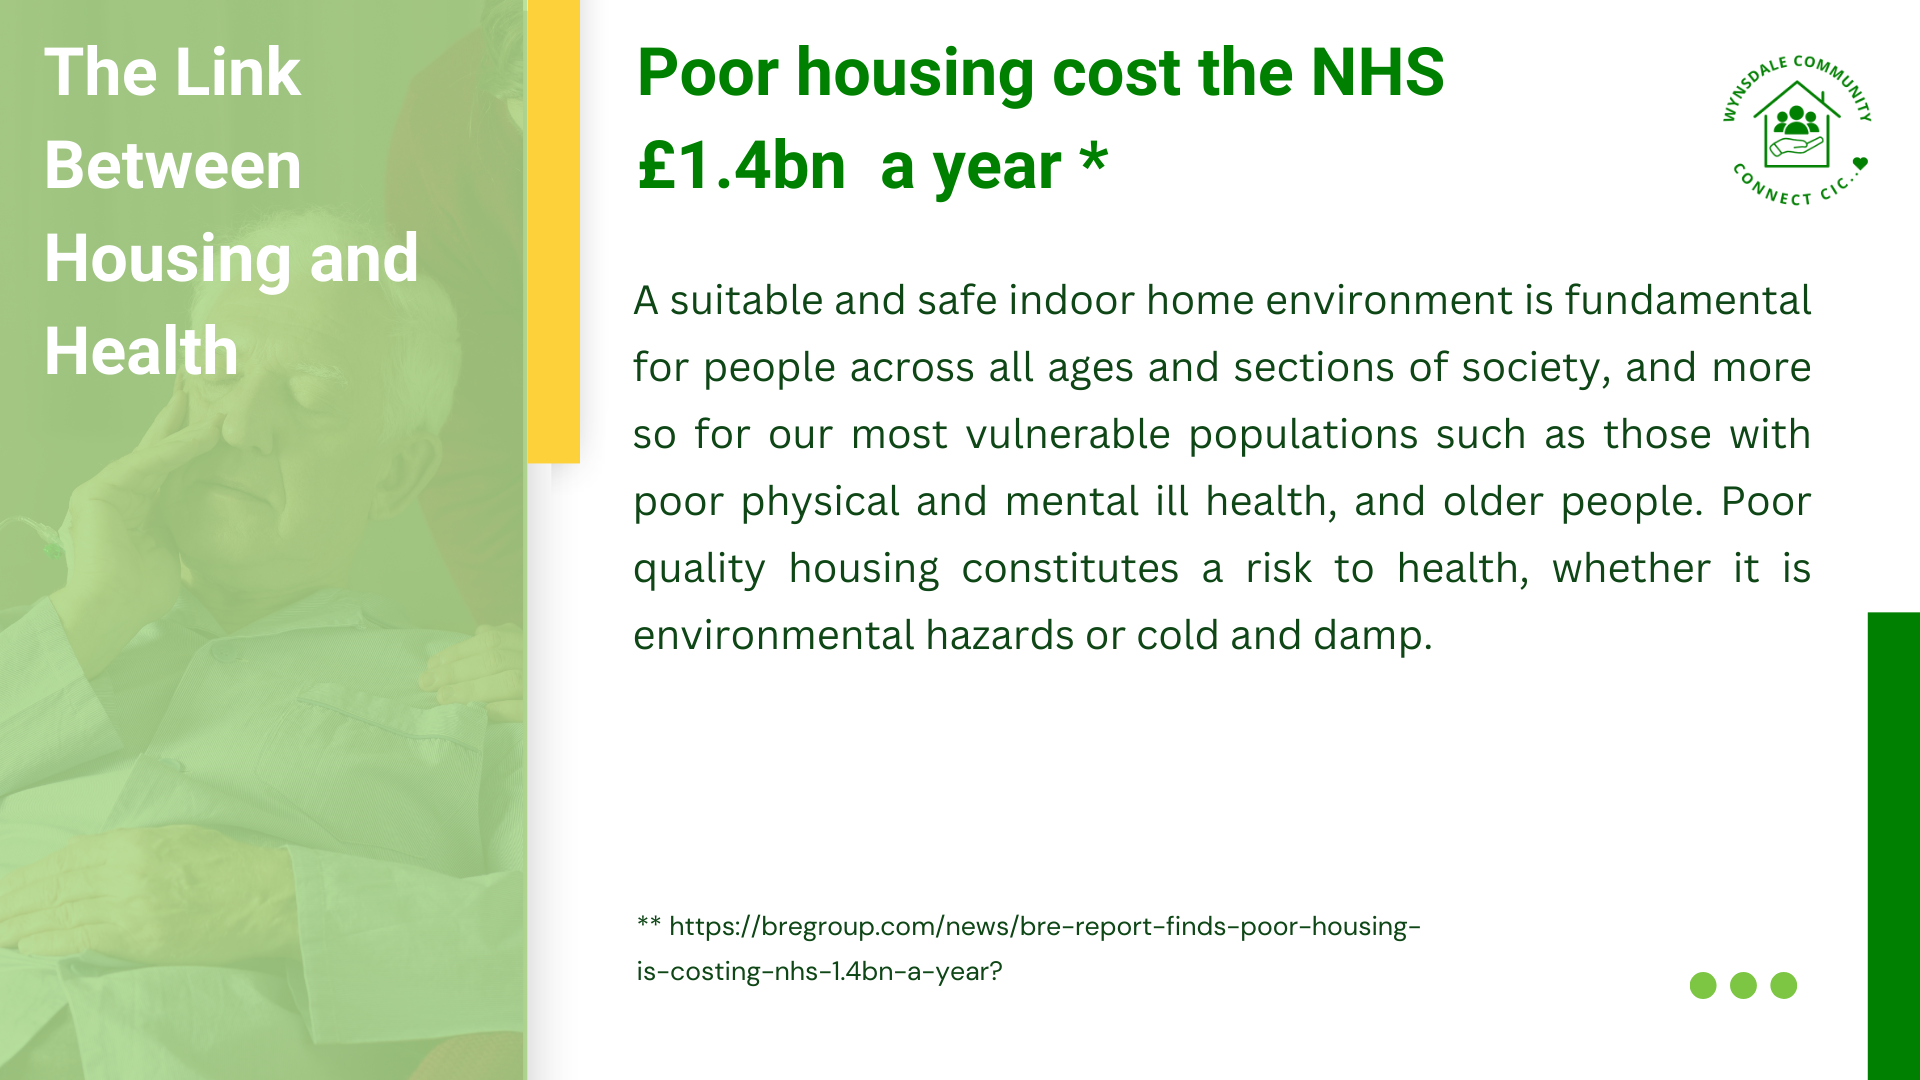 The Link
Between
Housing and
Health
Poor housing cost the NHS
£1.4bn  a year *
WYNSDALE COMMUNITY
CONNECT CIC..
A suitable and safe indoor home environment is fundamental
for people across all ages and sections of society, and more
so for our most vulnerable populations such as those with
poor physical and mental ill health, and older people. Poor
quality housing constitutes a risk to health, whether it is
environmental hazards or cold and damp.
** https://bregroup.com/news/bre-report-finds-poor-housing-
is-costing-nhs-1.4bn-a-year?